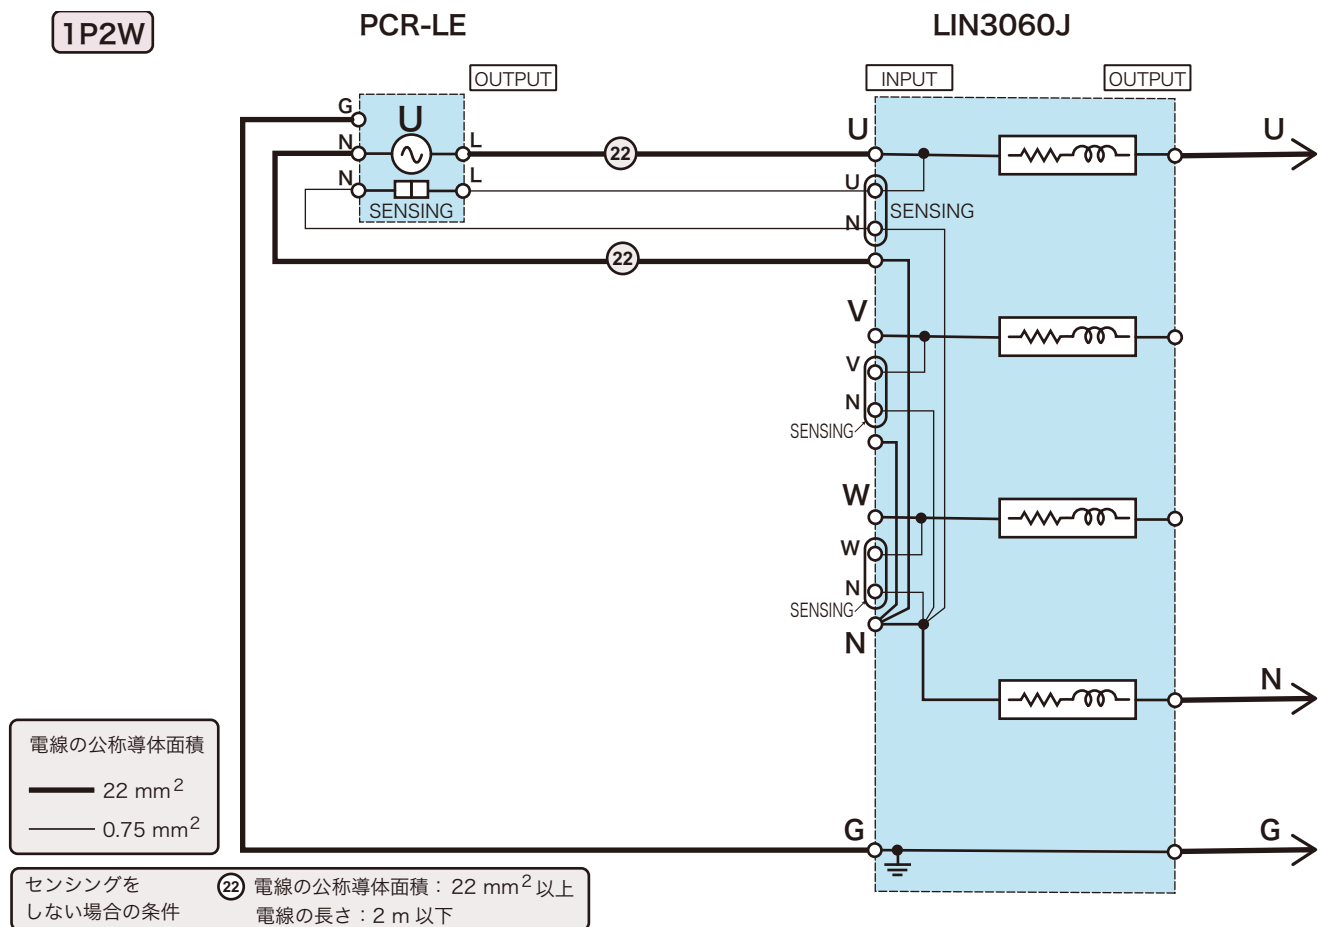 1P2W
PCR-LE
LIN3060J
OUTPUT
INPUT
OUTPUT
G
U
N
L
22
U
U
N
L
SENSING
U
SENSING
N
22
V
V
N
SENSING
W
W
N
SENSING
N
N
G
G
電線の公称導体面積
22 mm²
0.75 mm²
センシングを
しない場合の条件
22 電線の公称導体面積：22 mm²以上
電線の長さ：2 m 以下